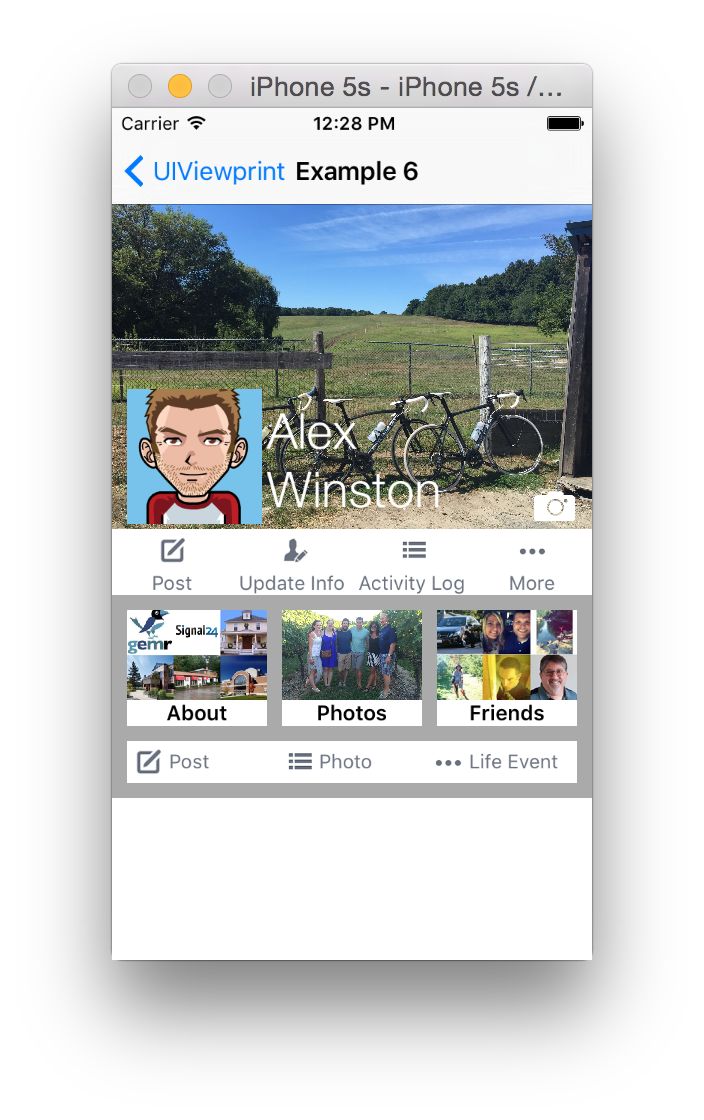 iPhone 5s - iPhone 5s /...
Carrier 12:28 PM
UIViewprint Example 6
Alex
Winston
Post Update Info Activity Log More
gemr Signal24
About Photos Friends
Post Photo Life Event